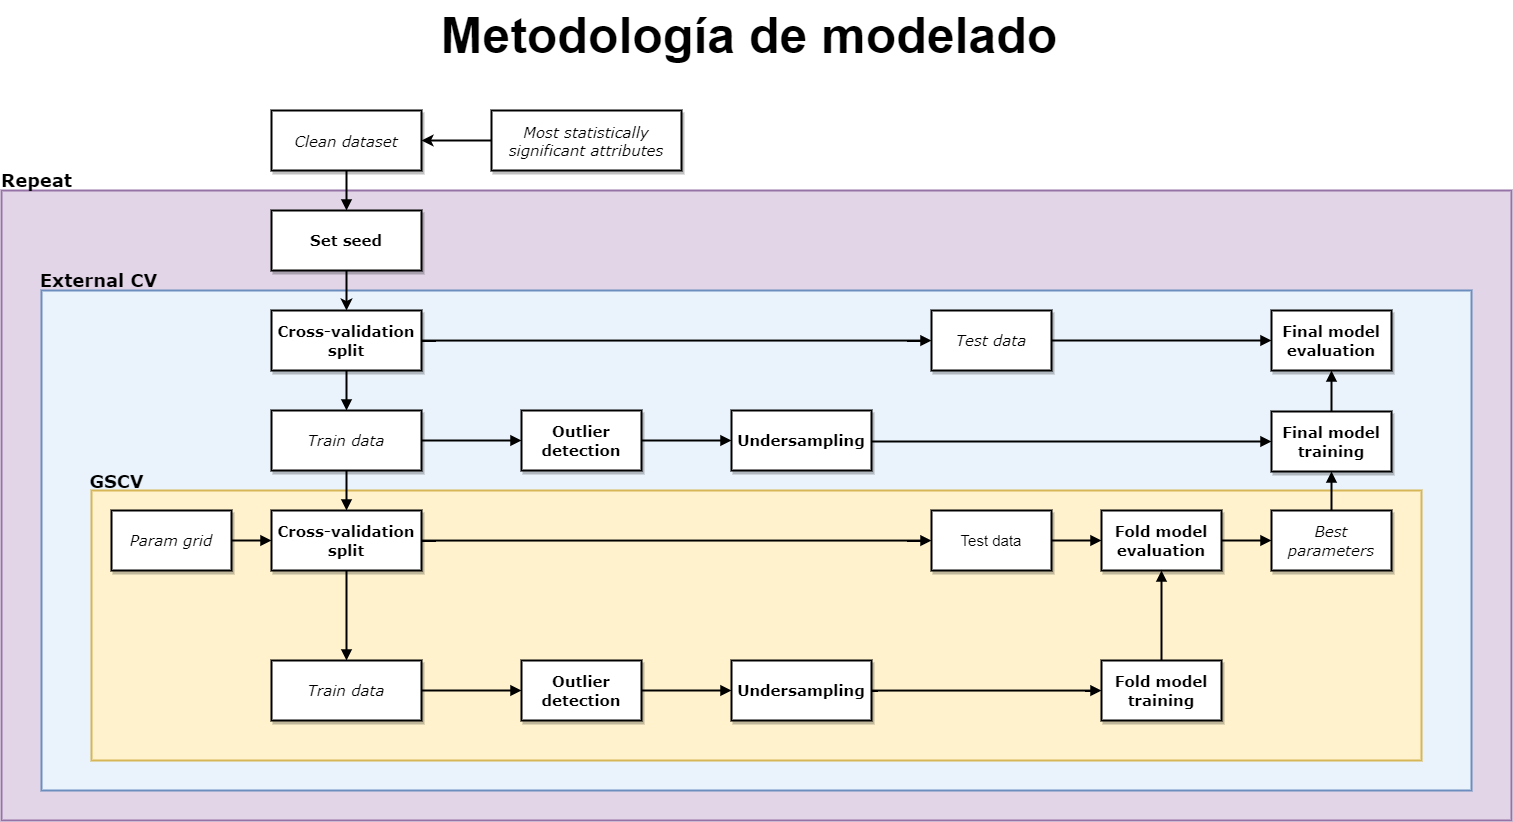 Metodología de modelado
Clean dataset
Most statistically
significant attributes
Repeat
Set seed
External CV
Cross-validation
split
Test data
Final model
evaluation
Train data
Outlier
detection
Undersampling
Final model
training
GSCV
Param grid
Cross-validation
split
Test data
Fold model
evaluation
Best
parameters
Train data
Outlier
detection
Undersampling
Fold model
training